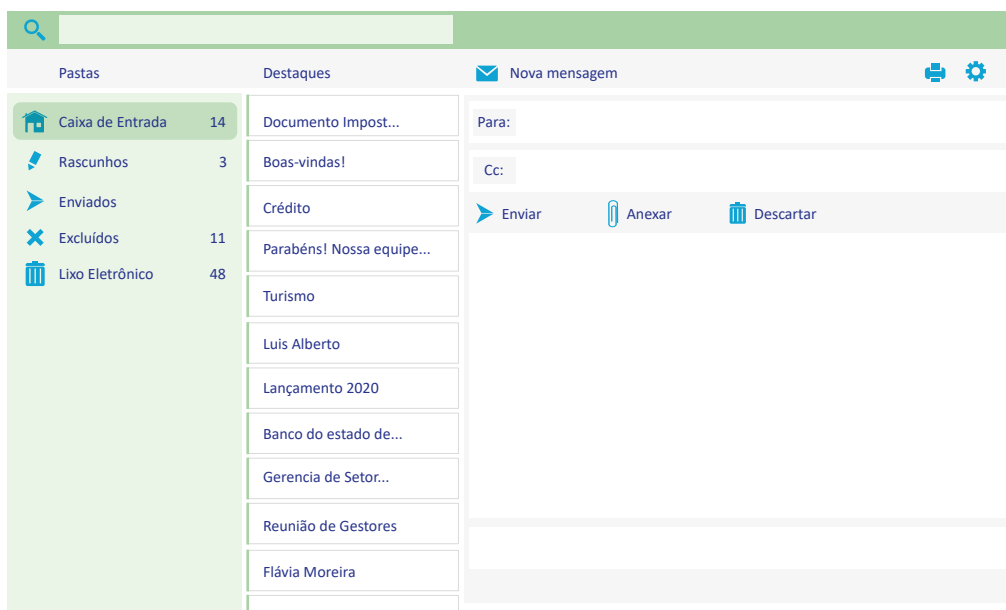 Pastas
Destaques
Nova mensagem
Caixa de Entrada 14
Rascunhos 3
Enviados
Excluídos 11
Lixo Eletrônico 48
Documento Impost...
Boas-vindas!
Crédito
Parabéns! Nossa equipe...
Turismo
Luis Alberto
Lançamento 2020
Banco do estado de...
Gerencia de Setor...
Reunião de Gestores
Flávia Moreira
Para:
Cc:
Enviar
Anexar
Descartar